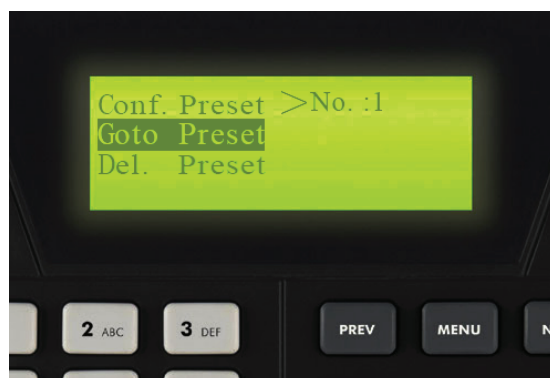 Conf. Preset >No. :1
Goto Preset
Del. Preset
2 ABC
3 DEF
PREV
MENU
N